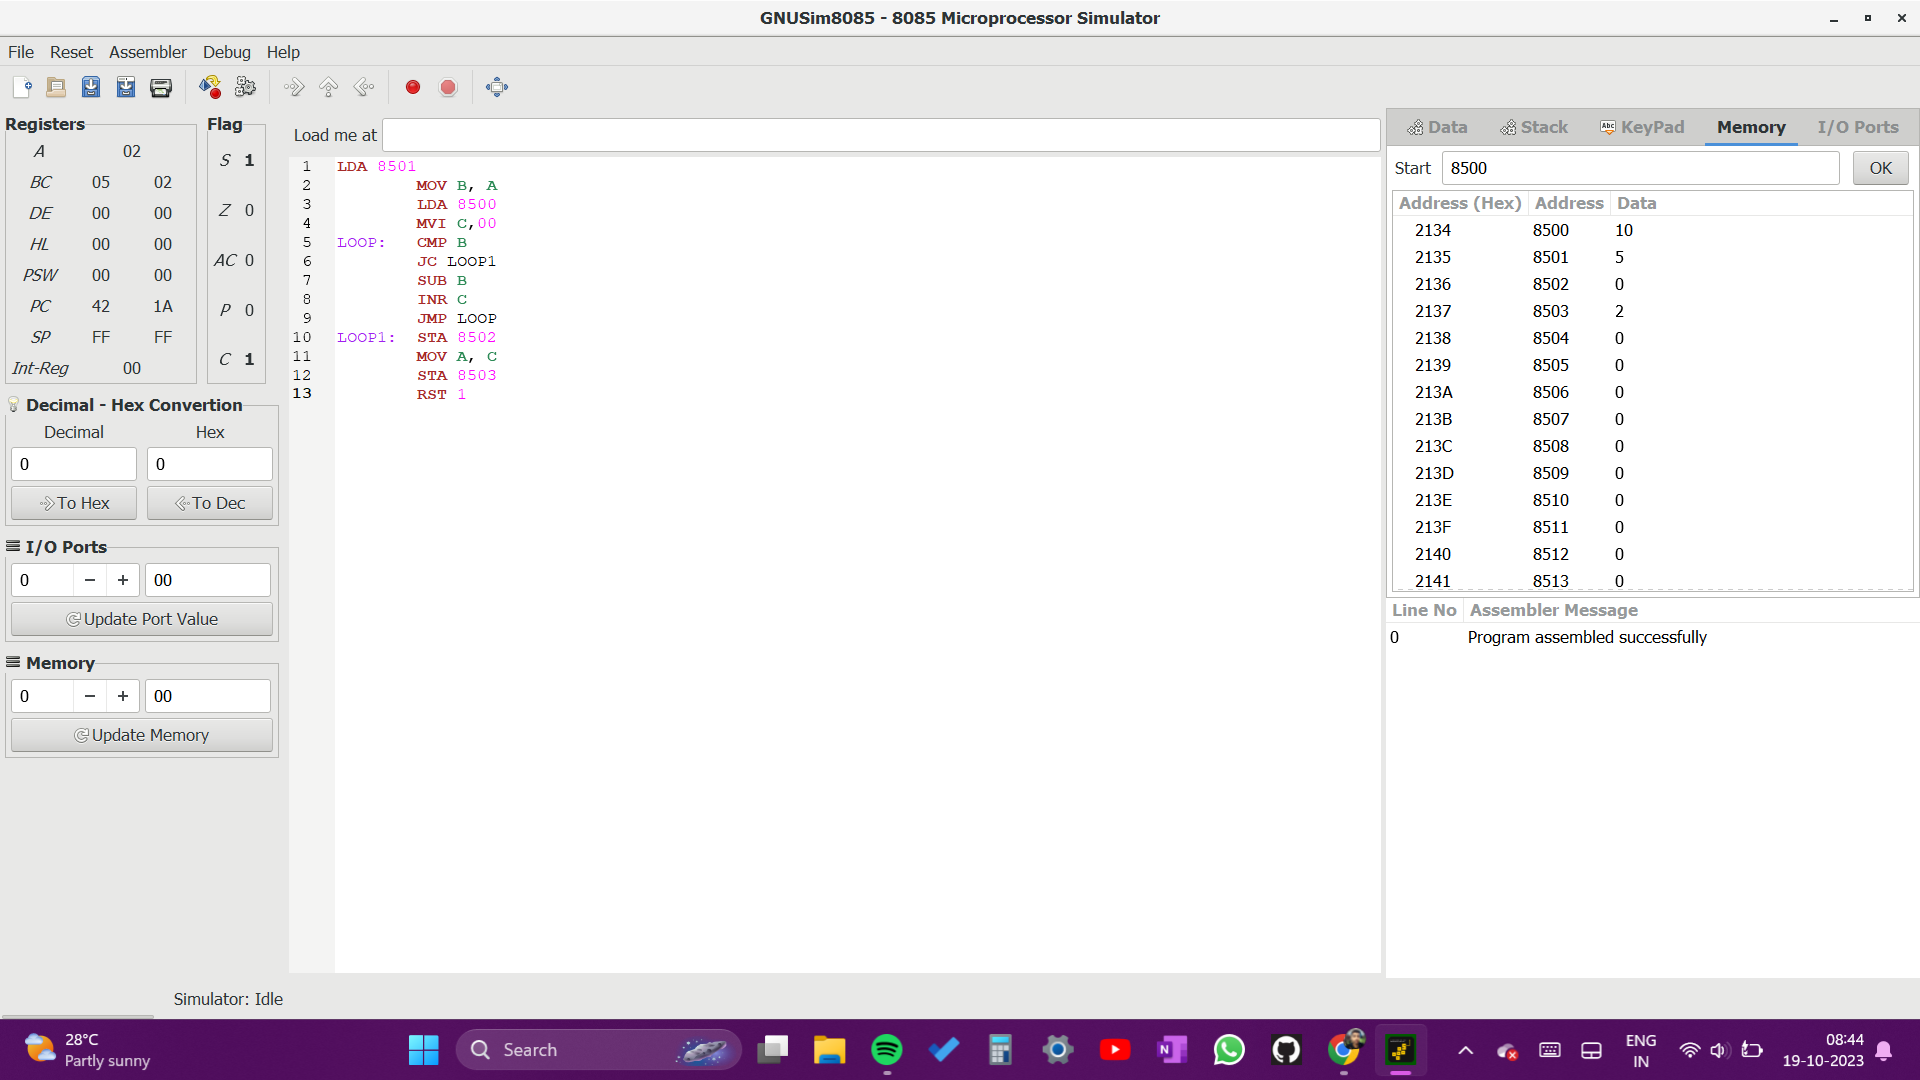 GNUSim8085 - 8085 Microprocessor Simulator
File Reset Assembler Debug Help
Registers
A 02
BC 05 02
DE 00 00
HL 00 00
PSW 00 00
PC 42 1A
SP FF FF
Int-Reg 00
Flag
S 1
Z 0
AC 0
P 0
C 1
Decimal - Hex Convertion
Decimal Hex
0 0
To Hex To Dec
I/O Ports
0 − + 00
Update Port Value
Memory
0 − + 00
Update Memory
Load me at
1 LDA 8501
2 MOV B, A
3 LDA 8500
4 MVI C,00
5 LOOP: CMP B
6 JC LOOP1
7 SUB B
8 INR C
9 JMP LOOP
10 LOOP1: STA 8502
11 MOV A, C
12 STA 8503
13 RST 1
Data Stack Abc KeyPad Memory I/O Ports
Start 8500 OK
Address (Hex) Address Data
2134 8500 10
2135 8501 5
2136 8502 0
2137 8503 2
2138 8504 0
2139 8505 0
213A 8506 0
213B 8507 0
213C 8508 0
213D 8509 0
213E 8510 0
213F 8511 0
2140 8512 0
2141 8513 0
Line No Assembler Message
0 Program assembled successfully
Simulator: Idle
28°C
Partly sunny
Search
N
ENG
IN
08:44
19-10-2023